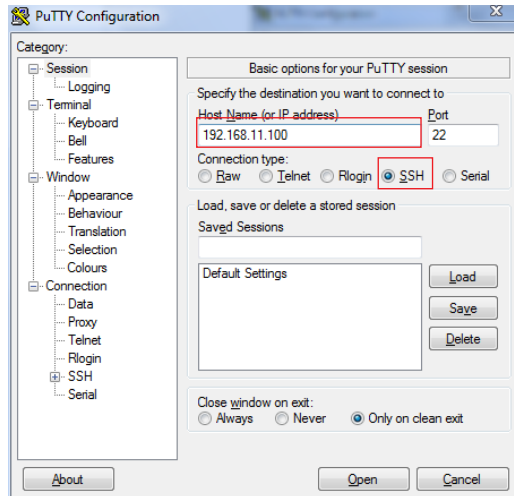 PuTTY Configuration
Category:
Session
Logging
Terminal
Keyboard
Bell
Features
Window
Appearance
Behaviour
Translation
Selection
Colours
Connection
Data
Proxy
Telnet
Rlogin
SSH
Serial
Basic options for your PuTTY session
Specify the destination you want to connect to
Host Name (or IP address) Port
192.168.11.100 22
Connection type:
Raw Telnet Rlogin SSH Serial
Load, save or delete a stored session
Saved Sessions
Default Settings
Load
Save
Delete
Close window on exit:
Always Never Only on clean exit
About Open Cancel